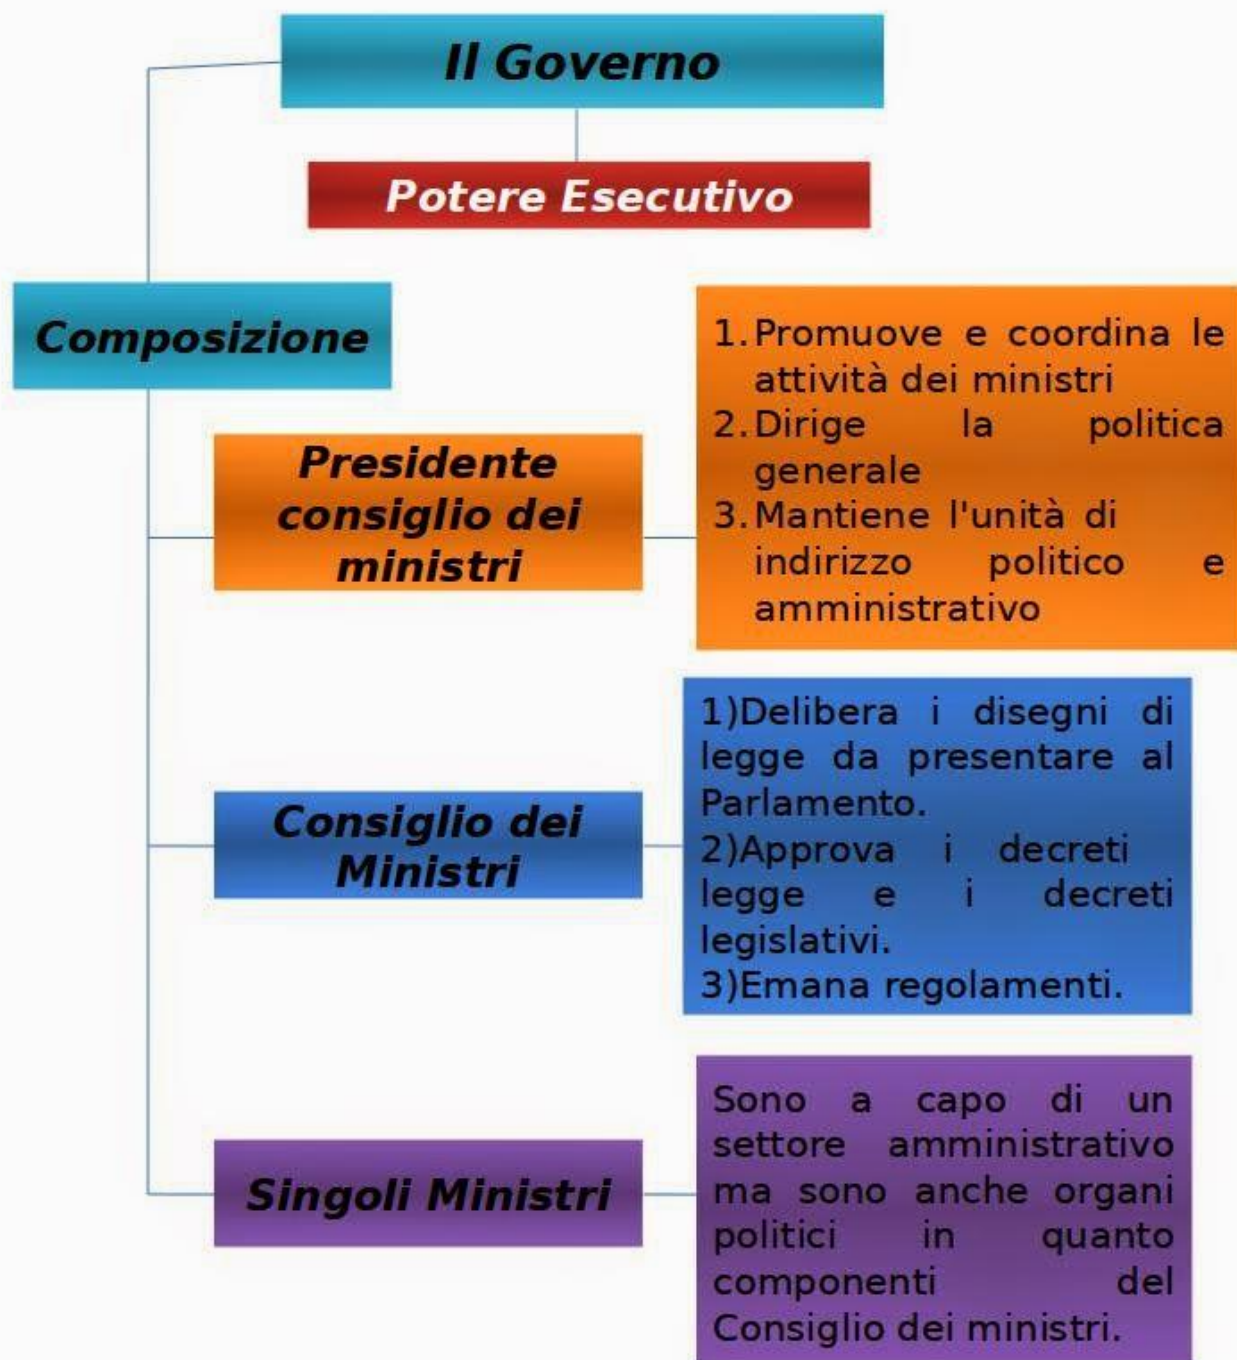 Il Governo
Potere Esecutivo
Composizione
Presidente
consiglio dei
ministri
1. Promuove e coordina le
attività dei ministri
2. Dirige la politica
generale
3. Mantiene l'unità di
indirizzo politico e
amministrativo
Consiglio dei
Ministri
1)Delibera i disegni di
legge da presentare al
Parlamento.
2)Approva i decreti
legge e i decreti
legislativi.
3)Emana regolamenti.
Singoli Ministri
Sono a capo di un
settore amministrativo
ma sono anche organi
politici in quanto
componenti del
Consiglio dei ministri.